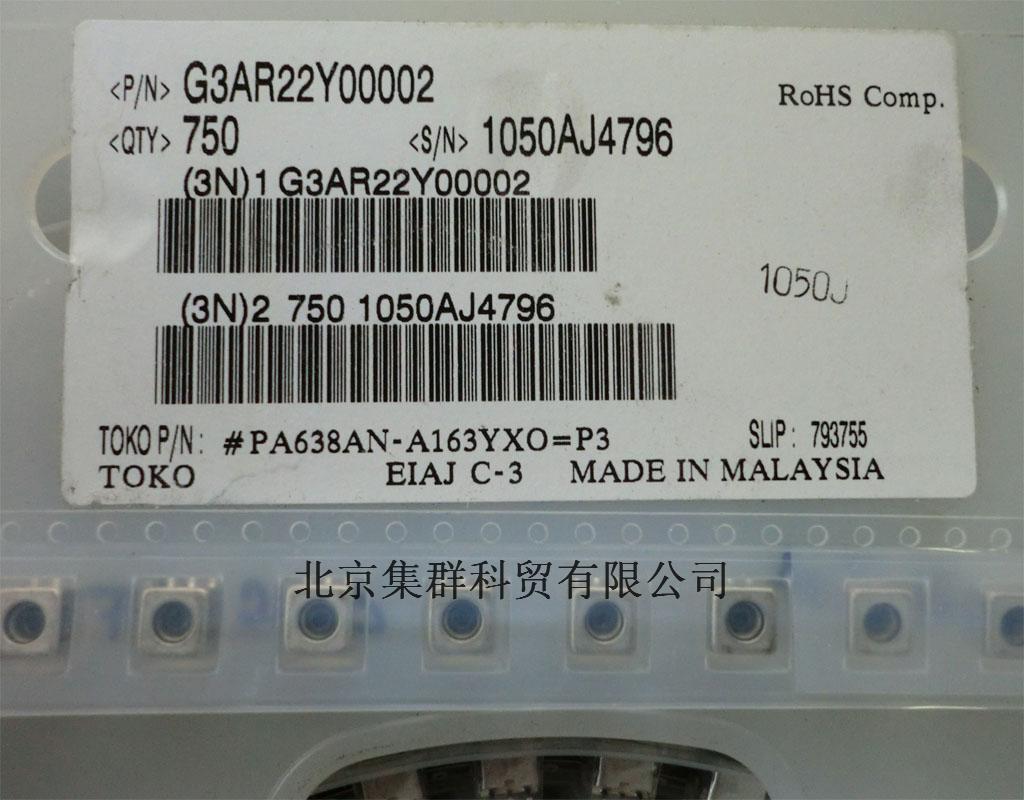 <P/N> G3AR22Y00002
RoHS Comp.
<QTY> 750 <S/N> 1050AJ4796
(3N)1 G3AR22Y00002
1050J
(3N)2 750 1050AJ4796
TOKO P/N: #PA638AN-A163YXO=P3 SLIP: 793755
TOKO EIAJ C-3 MADE IN MALAYSIA
北京集群科贸有限公司